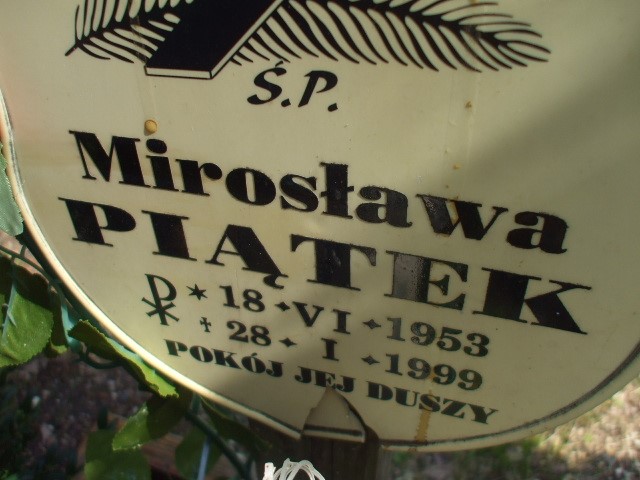 Ś.P.
Mirosława
PIĄTEK
* 18 ✦ VI ✦ 1953
† 28 ✦ I ✦ 1999
POKÓJ JEJ DUSZY